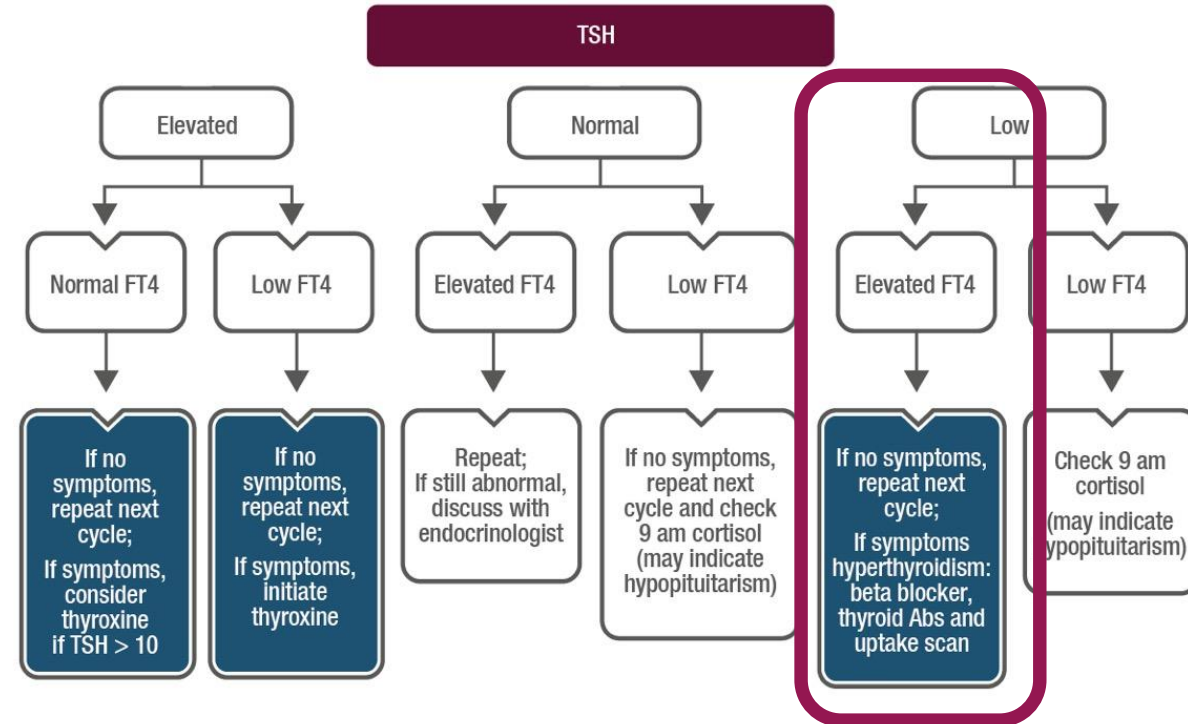 TSH
Elevated
Normal
Low
Normal FT4
Low FT4
Elevated FT4
Low FT4
Elevated FT4
Low FT4
If no
symptoms,
repeat next
cycle;
If symptoms,
consider
thyroxine
if TSH > 10
If no
symptoms,
repeat next
cycle;
If symptoms,
initiate
thyroxine
Repeat;
If still abnormal,
discuss with
endocrinologist
If no symptoms,
repeat next
cycle and check
9 am cortisol
(may indicate
hypopituitarism)
If no symptoms,
repeat next
cycle;
If symptoms
hyperthyroidism:
beta blocker,
thyroid Abs and
uptake scan
Check 9 am
cortisol
(may indicate
ypopituitarism)